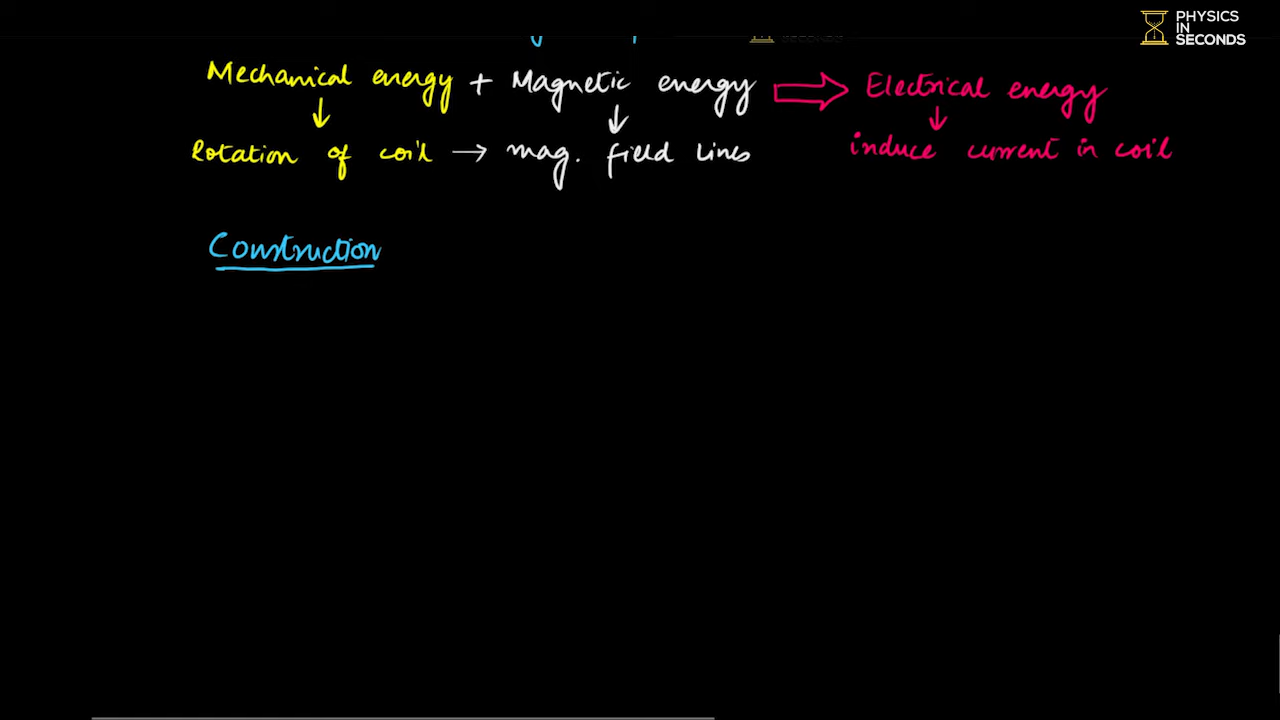 PHYSICS
IN
SECONDS
Mechanical energy + Magnetic energy ⇒ Electrical energy
↓ ↓ ↓
Rotation of coil → mag. field lines induce current in coil
Construction